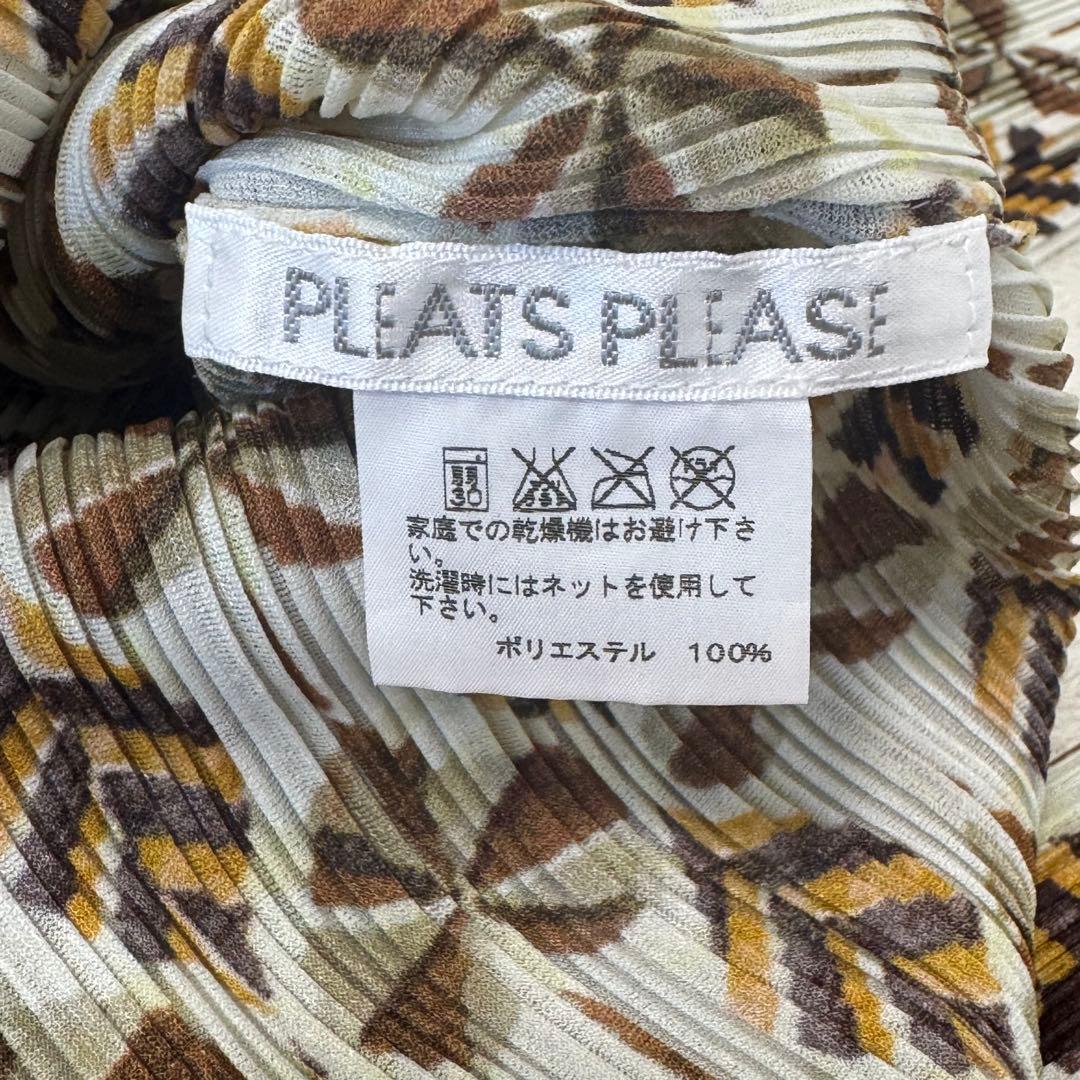 PLEATS PLEASE
弱
30
家庭での乾燥機はお避け下さ
い。
洗濯時にはネットを使用して
下さい。
ポリエステル 100%